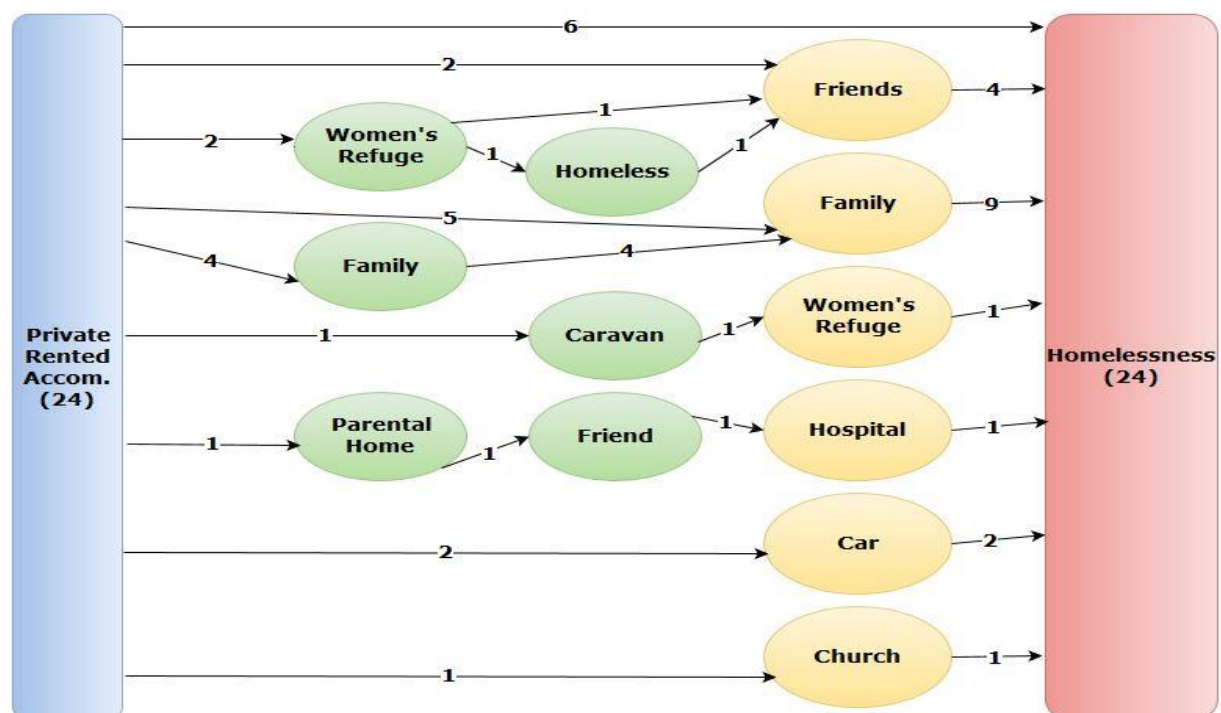 6
2
Friends
4
1
2
Women's
Refuge
1
Homeless
1
Family
9
5
4
Family
4
Women's
Refuge
1
Private
Rented
Accom.
(24)
1
Caravan
1
Homelessness
(24)
1
Parental
Home
1
Friend
1
Hospital
1
2
Car
2
1
Church
1